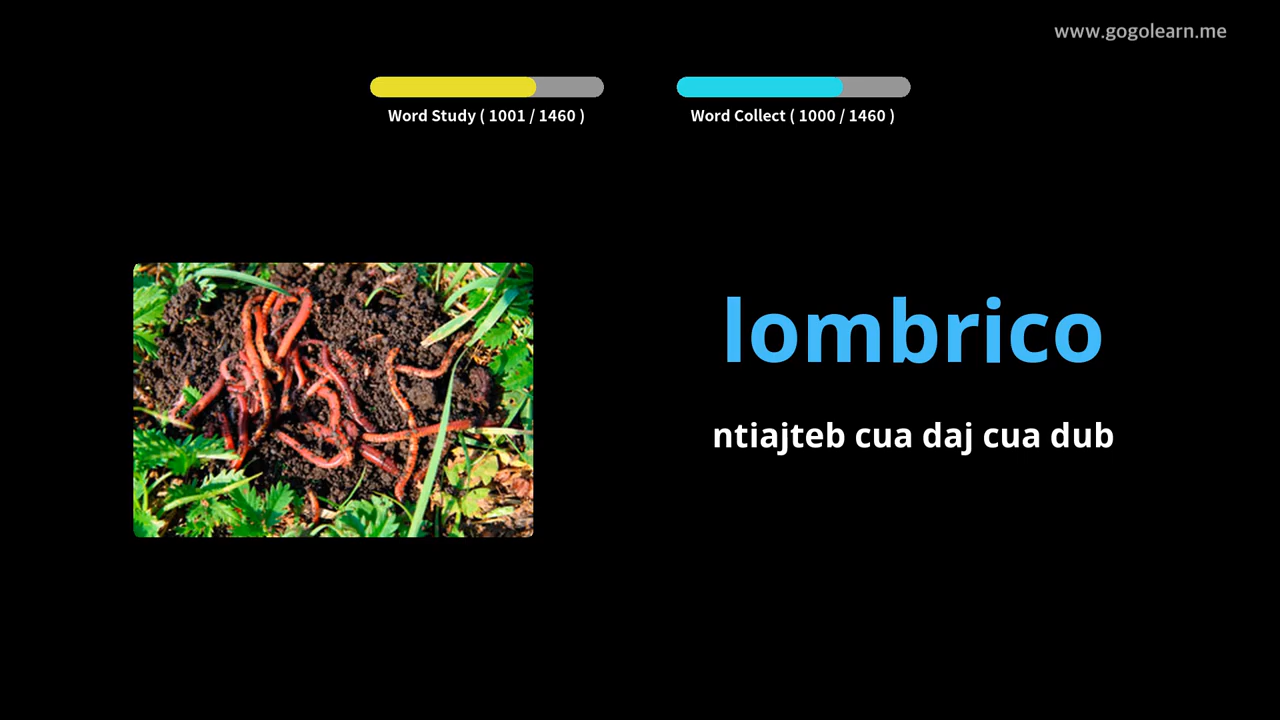 www.gogolearn.me
Word Study ( 1001 / 1460 )
Word Collect ( 1000 / 1460 )
lombrico
ntiajteb cua daj cua dub